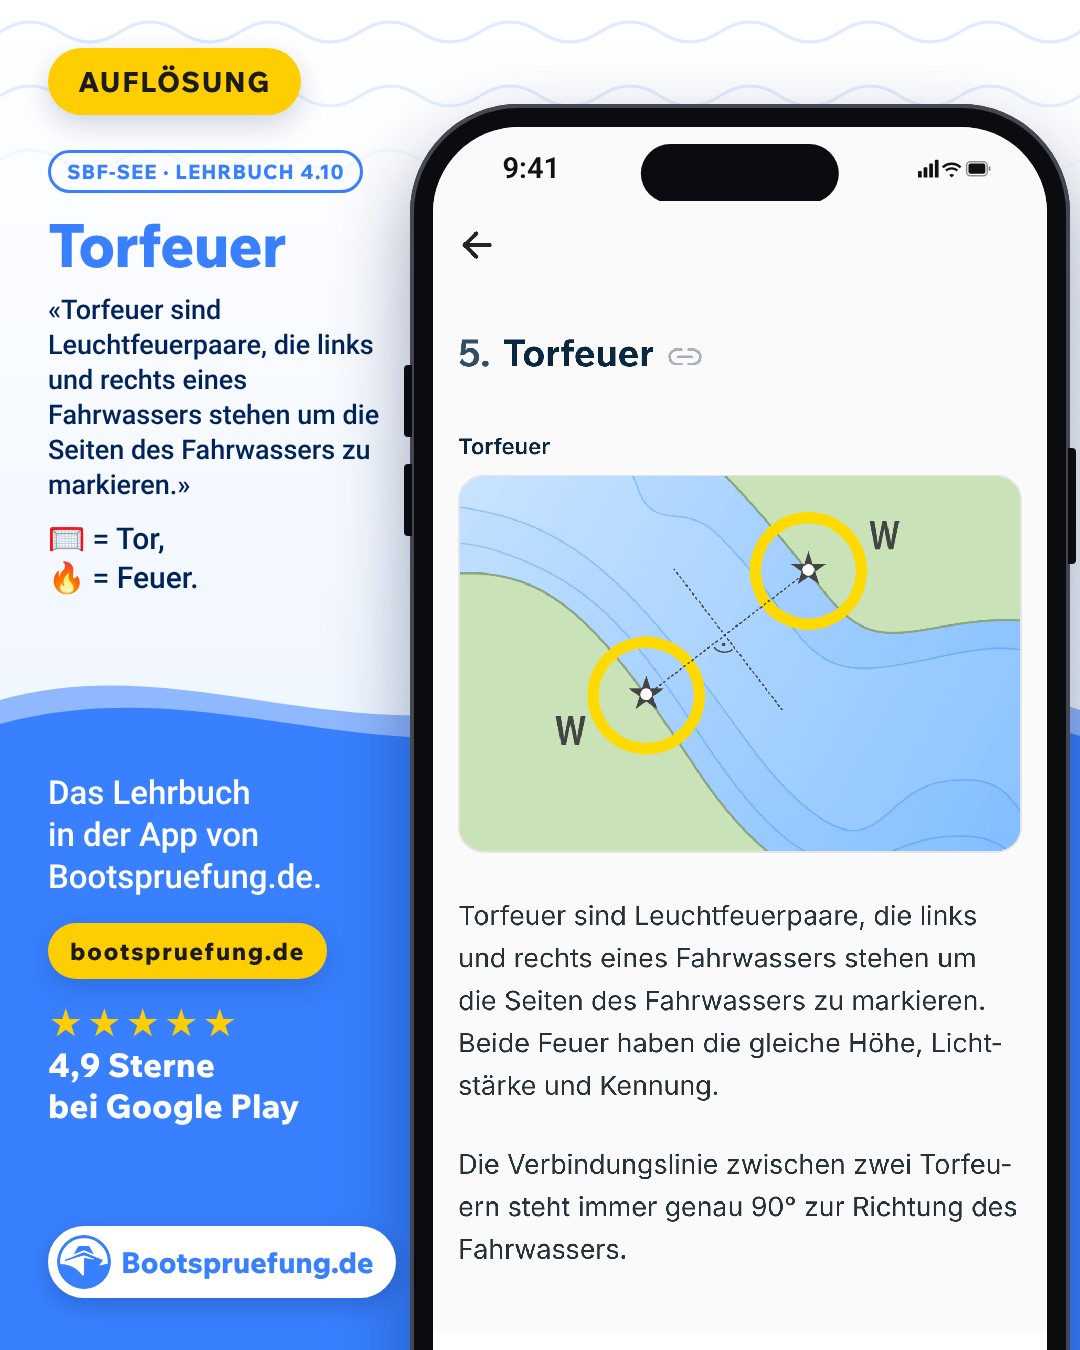 AUFLÖSUNG
SBF-SEE · LEHRBUCH 4.10
Torfeuer
«Torfeuer sind
Leuchtfeuerpaare, die links
und rechts eines
Fahrwassers stehen um die
Seiten des Fahrwassers zu
markieren.»
🥅 = Tor,
🔥 = Feuer.
Das Lehrbuch
in der App von
Bootspruefung.de.
bootspruefung.de
★★★★★
4,9 Sterne
bei Google Play
Bootspruefung.de
9:41
5. Torfeuer
Torfeuer
W
W
Torfeuer sind Leuchtfeuerpaare, die links
und rechts eines Fahrwassers stehen um
die Seiten des Fahrwassers zu markieren.
Beide Feuer haben die gleiche Höhe, Licht-
stärke und Kennung.
Die Verbindungslinie zwischen zwei Torfeu-
ern steht immer genau 90° zur Richtung des
Fahrwassers.